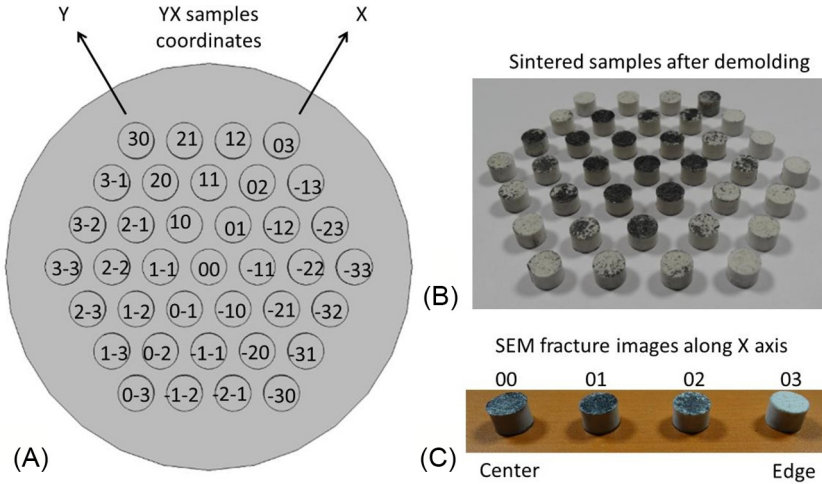 Y
YX samples
coordinates
X
30 21 12 03
3-1 20 11 02 -13
3-2 2-1 10 01 -12 -23
3-3 2-2 1-1 00 -11 -22 -33
2-3 1-2 0-1 -10 -21 -32
1-3 0-2 -1-1 -20 -31
0-3 -1-2 -2-1 -30
(A)
Sintered samples after demolding
(B)
SEM fracture images along X axis
00 01 02 03
(C)
Center Edge